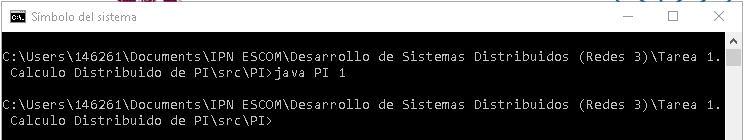 Símbolo del sistema
C:\Users\146261\Documents\IPN ESCOM\Desarrollo de Sistemas Distribuidos (Redes 3)\Tarea 1.
Calculo Distribuido de PI\src\PI>java PI 1
C:\Users\146261\Documents\IPN ESCOM\Desarrollo de Sistemas Distribuidos (Redes 3)\Tarea 1.
Calculo Distribuido de PI\src\PI>